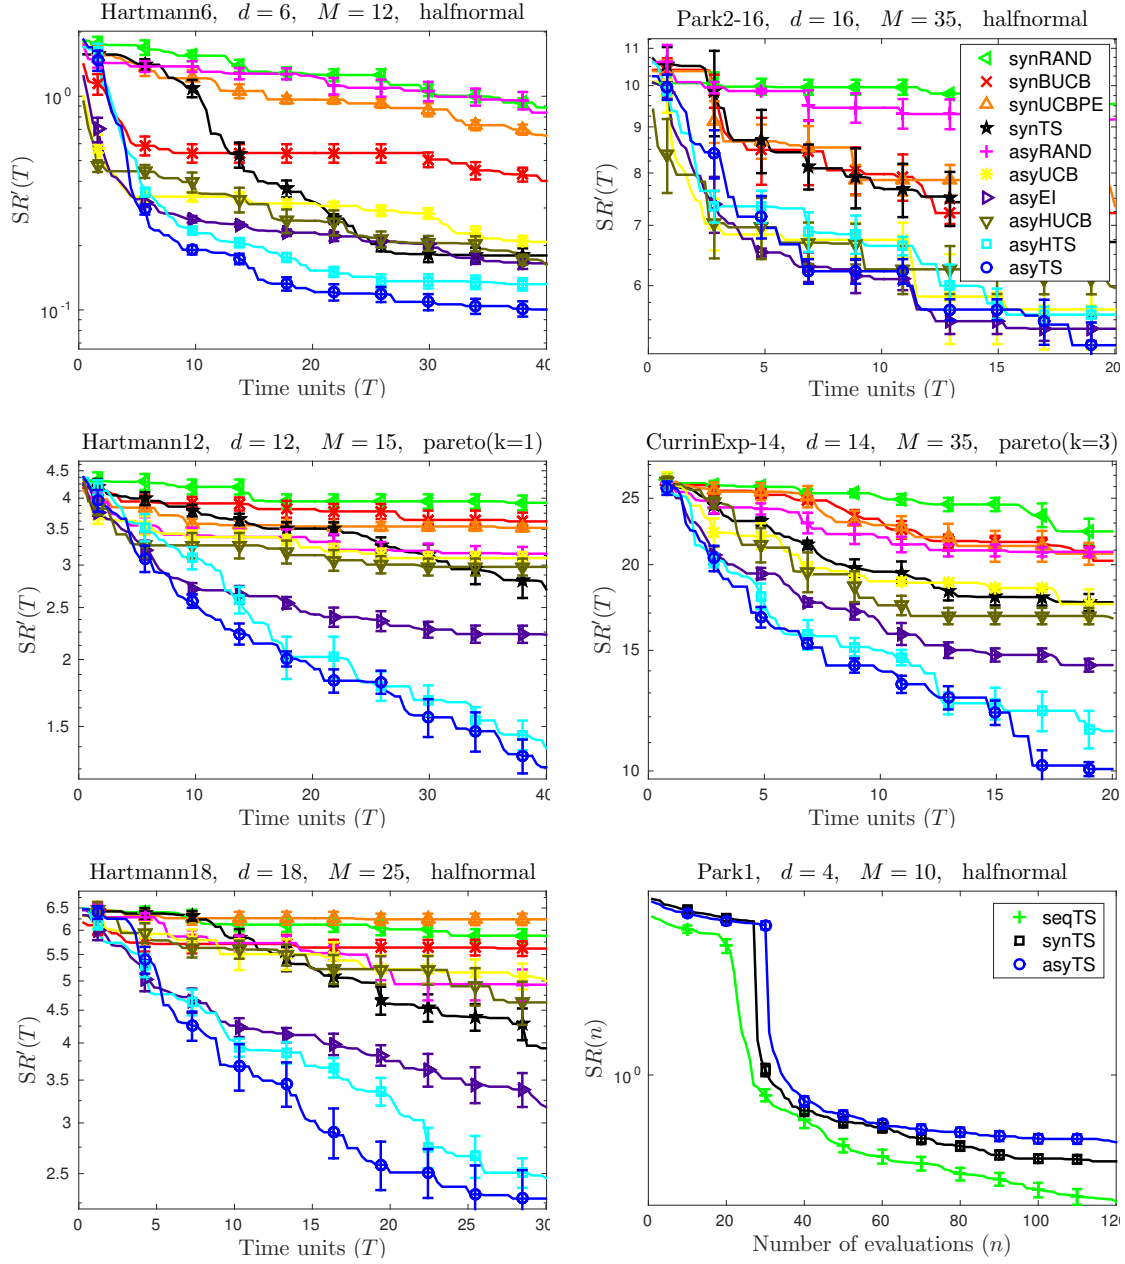 Hartmann6, d = 6, M = 12, halfnormal
SR′(T)
10^0
10^-1
0 10 20 30 40
Time units (T)
Park2-16, d = 16, M = 35, halfnormal
SR′(T)
11
10
9
8
7
6
0 5 10 15 20
Time units (T)
synRAND
synBUCB
synUCBPE
synTS
asyRAND
asyUCB
asyEI
asyHUCB
asyHTS
asyTS
Hartmann12, d = 12, M = 15, pareto(k=1)
SR′(T)
4.5
4
3.5
3
2.5
2
1.5
0 10 20 30 40
Time units (T)
CurrinExp-14, d = 14, M = 35, pareto(k=3)
SR′(T)
25
20
15
10
0 5 10 15 20
Time units (T)
Hartmann18, d = 18, M = 25, halfnormal
SR′(T)
6.5
6
5.5
5
4.5
4
3.5
3
2.5
0 5 10 15 20 25 30
Time units (T)
Park1, d = 4, M = 10, halfnormal
SR(n)
10^0
0 20 40 60 80 100 120
Number of evaluations (n)
seqTS
synTS
asyTS